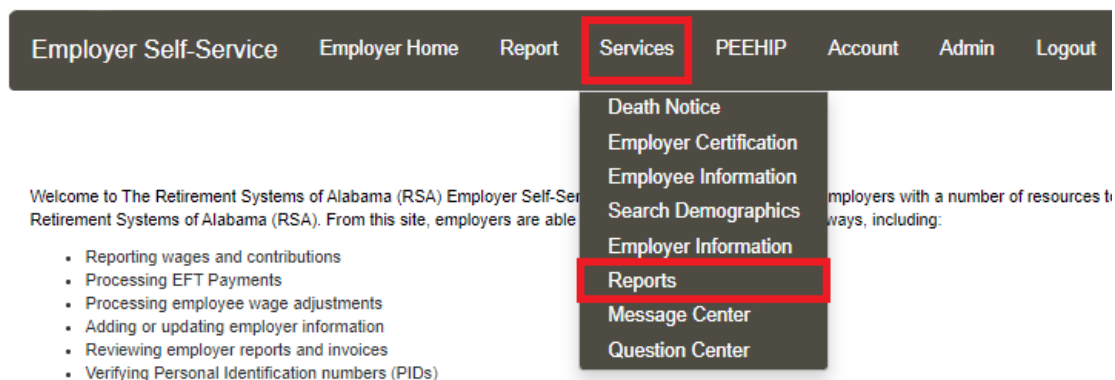 Employer Self-Service Employer Home Report Services PEEHIP Account Admin Logout
Death Notice
Employer Certification
Employee Information
Search Demographics
Employer Information
Reports
Message Center
Question Center
Welcome to The Retirement Systems of Alabama (RSA) Employer Self-Ser mployers with a number of resources to
Retirement Systems of Alabama (RSA). From this site, employers are able ways, including:
• Reporting wages and contributions
• Processing EFT Payments
• Processing employee wage adjustments
• Adding or updating employer information
• Reviewing employer reports and invoices
• Verifying Personal Identification numbers (PIDs)